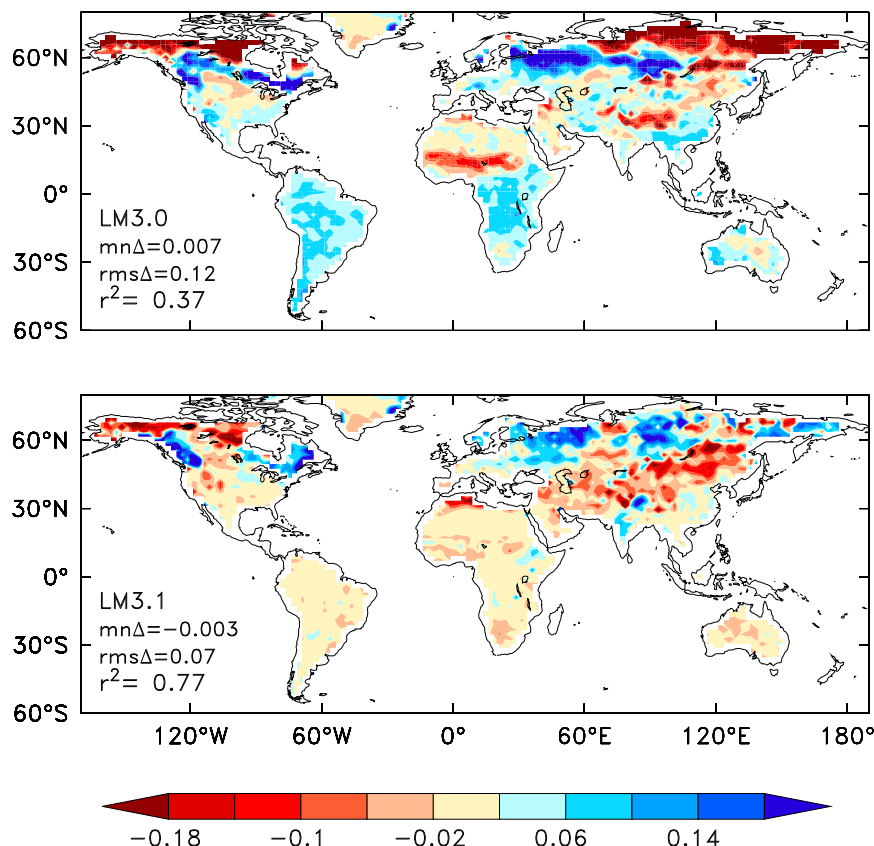 60°N
30°N
0°
30°S
60°S
LM3.0
mnΔ=0.007
rmsΔ=0.12
r²= 0.37
60°N
30°N
0°
30°S
60°S
LM3.1
mnΔ=−0.003
rmsΔ=0.07
r²= 0.77
120°W 60°W 0° 60°E 120°E 180°
−0.18 −0.1 −0.02 0.06 0.14